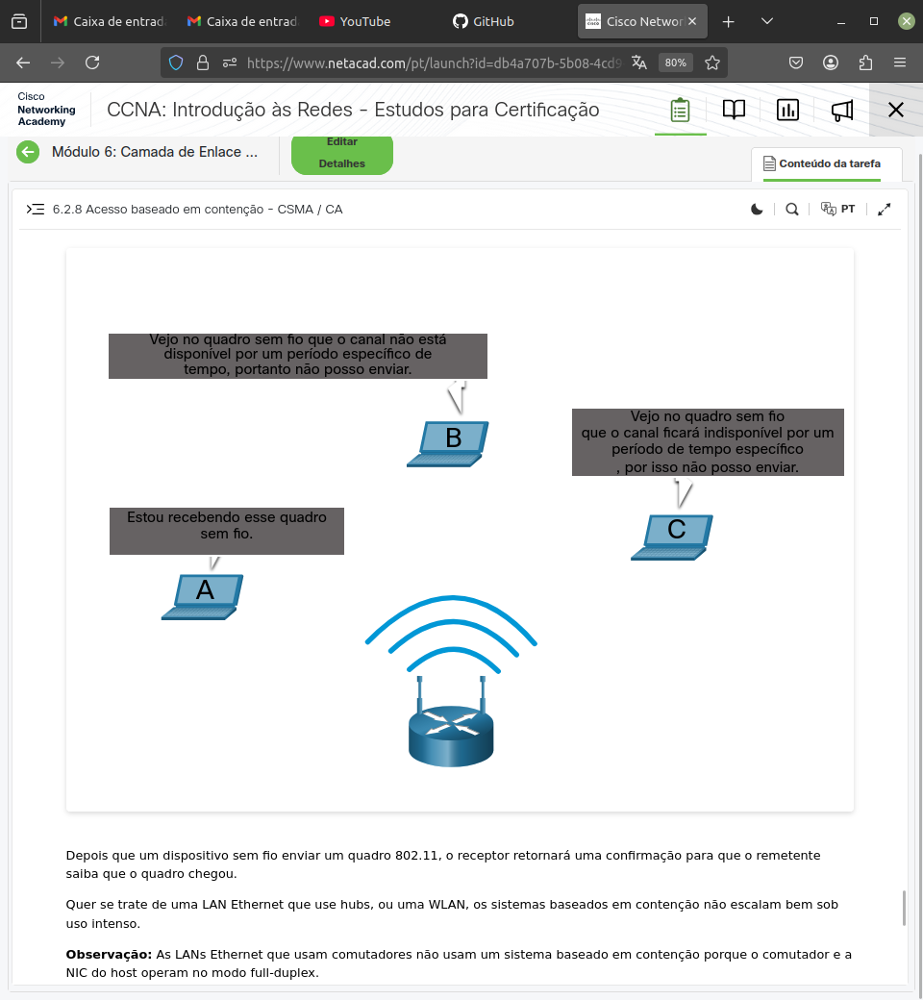 Caixa de entrad
Caixa de entrad
YouTube
GitHub
Cisco Networ
https://www.netacad.com/pt/launch?id=db4a707b-5b08-4cd9
80%
Cisco
Networking
Academy
CCNA: Introdução às Redes - Estudos para Certificação
Módulo 6: Camada de Enlace ...
Editar
Detalhes
Conteúdo da tarefa
6.2.8 Acesso baseado em contenção - CSMA / CA
PT
Vejo no quadro sem fio que o canal não está
disponível por um período específico de
tempo, portanto não posso enviar.
B
Vejo no quadro sem fio
que o canal ficará indisponível por um
período de tempo específico
, por isso não posso enviar.
C
Estou recebendo esse quadro
sem fio.
A
Depois que um dispositivo sem fio enviar um quadro 802.11, o receptor retornará uma confirmação para que o remetente
saiba que o quadro chegou.
Quer se trate de uma LAN Ethernet que use hubs, ou uma WLAN, os sistemas baseados em contenção não escalam bem sob
uso intenso.
Observação: As LANs Ethernet que usam comutadores não usam um sistema baseado em contenção porque o comutador e a
NIC do host operam no modo full-duplex.